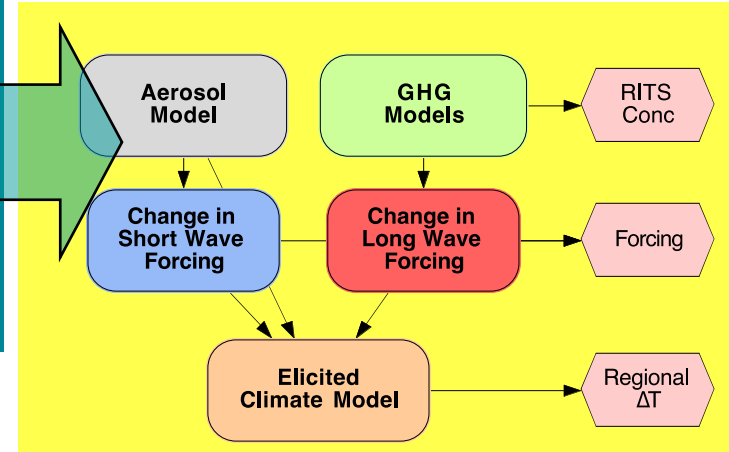 Aerosol
Model
GHG
Models
RITS
Conc
Change in
Short Wave
Forcing
Change in
Long Wave
Forcing
Forcing
Elicited
Climate Model
Regional
ΔT